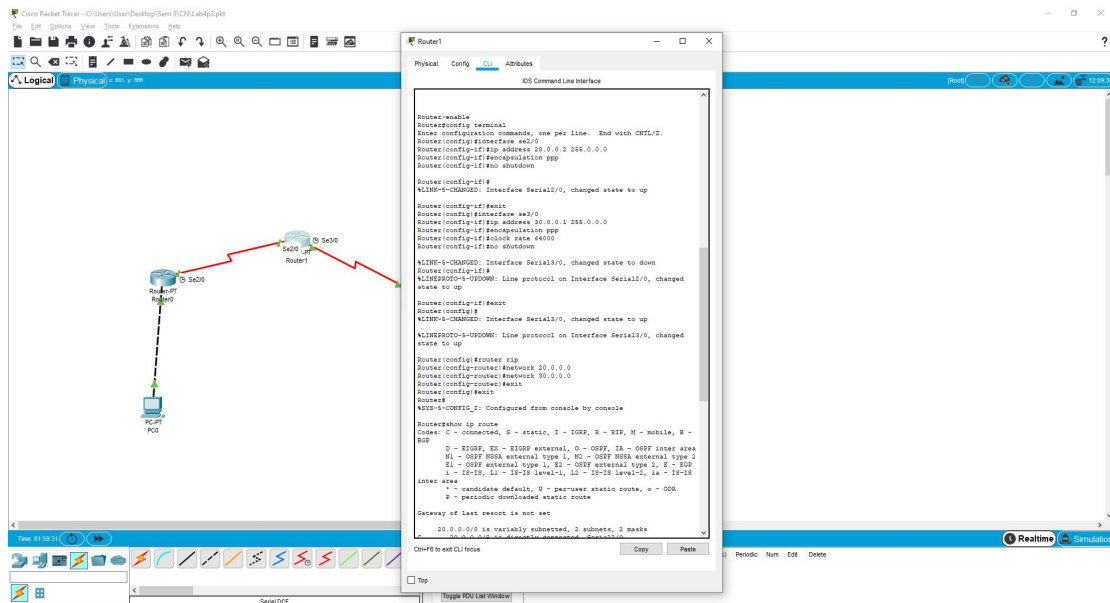 Cisco Packet Tracer - C:\Users\User\Desktop\Sem 5\CN\Lab4p3.pkt
File Edit Options View Tools Extensions Help
?
Logical
Physical
x: 991, y: 888
[Root]
Router1
Physical Config CLI Attributes
IOS Command Line Interface
Router>enable
Router#config terminal
Enter configuration commands, one per line. End with CNTL/Z.
Router(config)#interface se2/0
Router(config-if)#ip address 20.0.0.2 255.0.0.0
Router(config-if)#encapsulation ppp
Router(config-if)#no shutdown
Router(config-if)#
%LINK-5-CHANGED: Interface Serial2/0, changed state to up
Router(config-if)#exit
Router(config)#interface se3/0
Router(config-if)#ip address 30.0.0.1 255.0.0.0
Router(config-if)#encapsulation ppp
Router(config-if)#clock rate 64000
Router(config-if)#no shutdown
%LINK-5-CHANGED: Interface Serial3/0, changed state to down
Router(config-if)#
%LINEPROTO-5-UPDOWN: Line protocol on Interface Serial2/0, changed
state to up
Router(config-if)#exit
Router(config)#
%LINK-5-CHANGED: Interface Serial3/0, changed state to up
%LINEPROTO-5-UPDOWN: Line protocol on Interface Serial3/0, changed
state to up
Router(config)#router rip
Router(config-router)#network 20.0.0.0
Router(config-router)#network 30.0.0.0
Router(config-router)#exit
Router(config)#exit
Router#
%SYS-5-CONFIG_I: Configured from console by console
Router#show ip route
Codes: C - connected, S - static, I - IGRP, R - RIP, M - mobile, B -
BGP
D - EIGRP, EX - EIGRP external, O - OSPF, IA - OSPF inter area
N1 - OSPF NSSA external type 1, N2 - OSPF NSSA external type 2
E1 - OSPF external type 1, E2 - OSPF external type 2, E - EGP
i - IS-IS, L1 - IS-IS level-1, L2 - IS-IS level-2, ia - IS-IS
inter area
* - candidate default, U - per-user static route, o - ODR
P - periodic downloaded static route
Gateway of last resort is not set
20.0.0.0/8 is variably subnetted, 2 subnets, 2 masks
C 20.0.0.0/8 is directly connected, Serial2/0
Ctrl+F6 to exit CLI focus
Copy
Paste
Top
Se3/0
Se2/0
-PT
Router1
Se2/0
Router-PT
Router0
PC-PT
PC0
Time: 01:59:31
Realtime
Simulation
Periodic Num Edit Delete
Serial DCE
Toggle PDU List Window